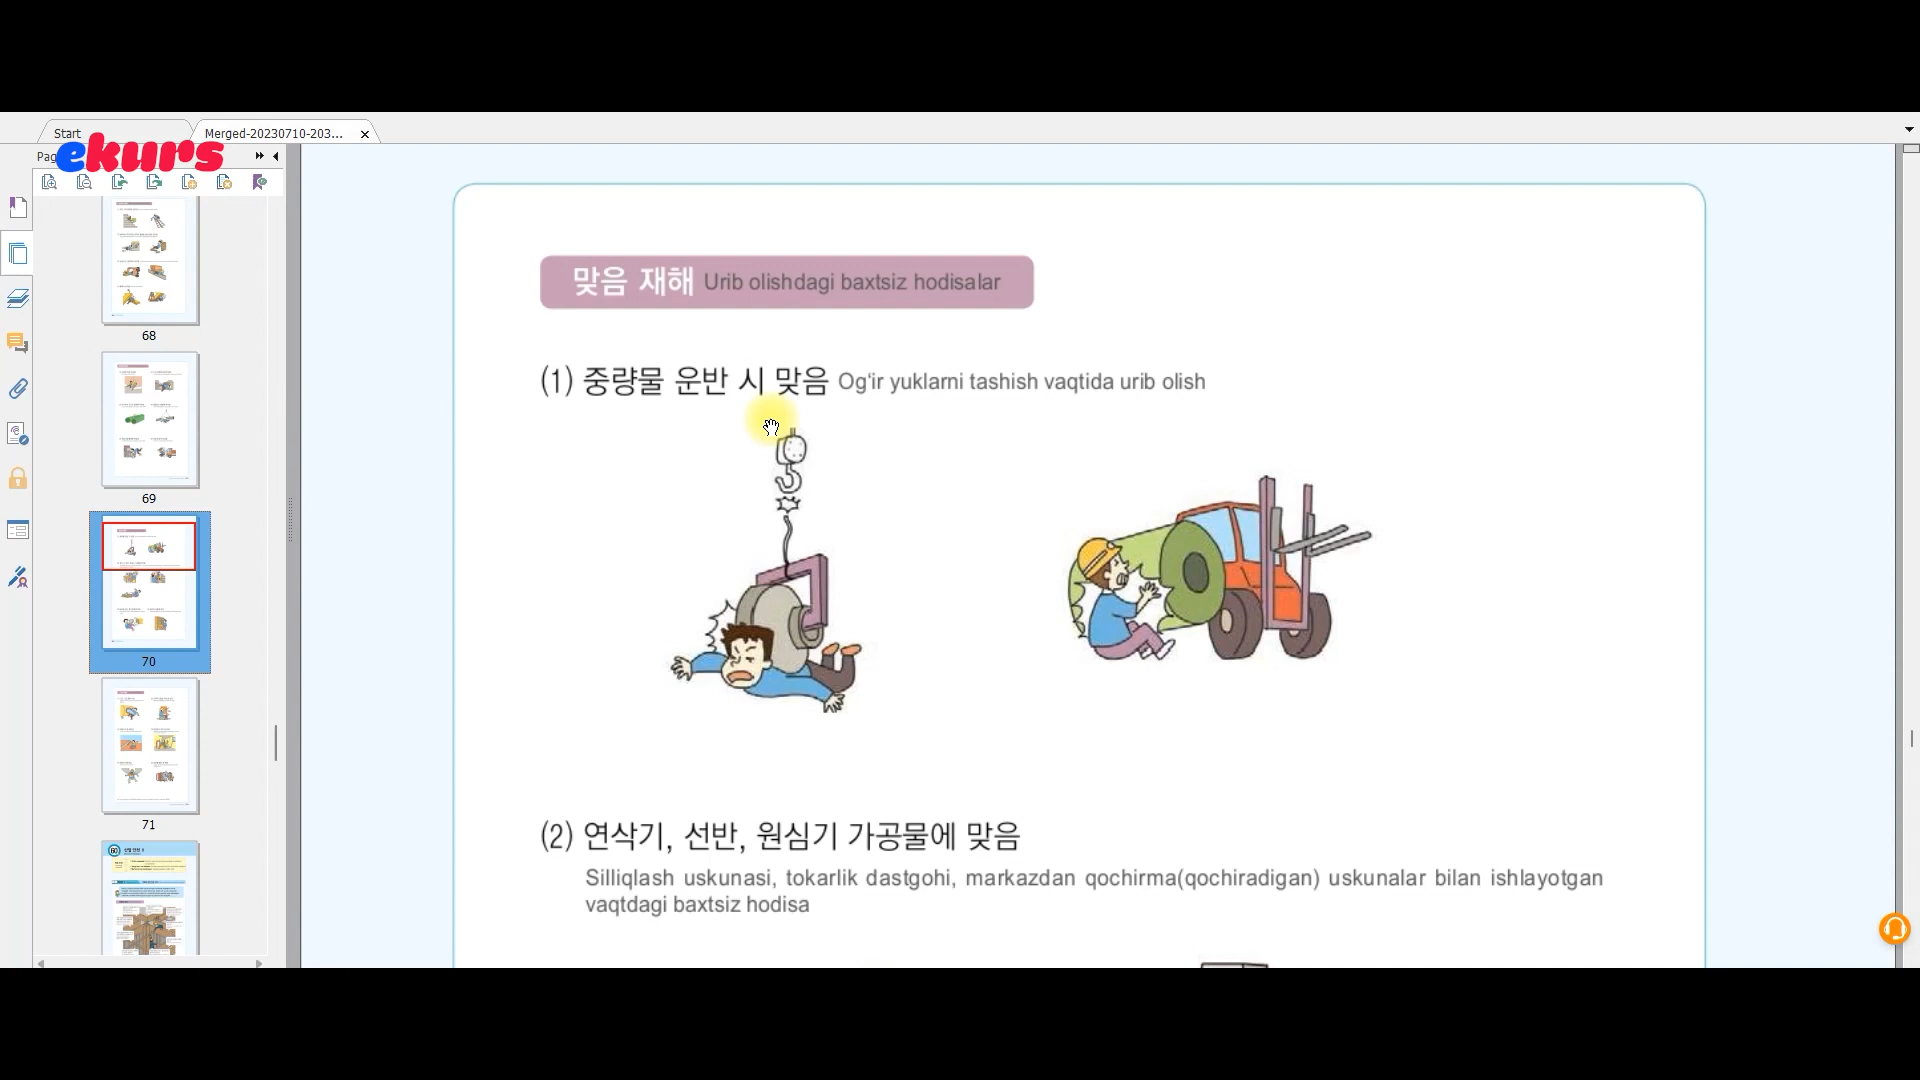 Start
Merged-20230710-203...
Pag
ekurs
68
69
70
71
맞음 재해 Urib olishdagi baxtsiz hodisalar
(1) 중량물 운반 시 맞음 Og'ir yuklarni tashish vaqtida urib olish
(2) 연삭기, 선반, 원심기 가공물에 맞음
Silliqlash uskunasi, tokarlik dastgohi, markazdan qochirma(qochiradigan) uskunalar bilan ishlayotgan
vaqtdagi baxtsiz hodisa